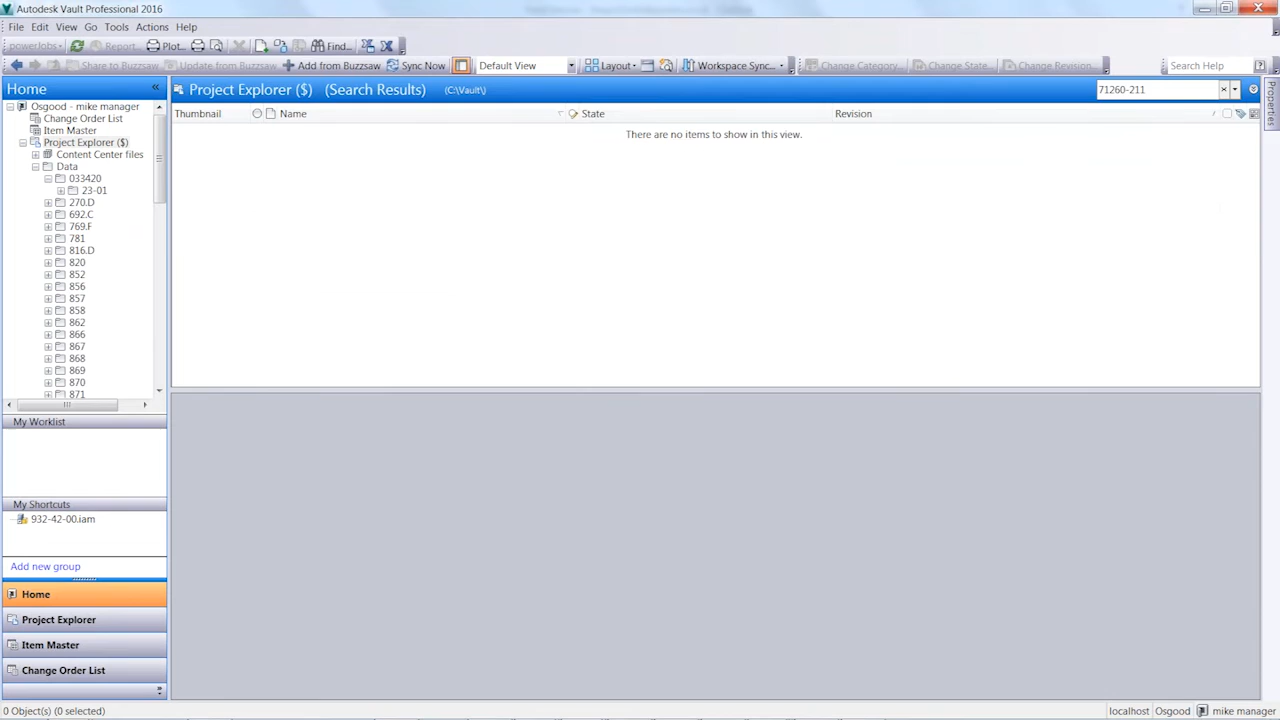 Autodesk Vault Professional 2016
File Edit View Go Tools Actions Help
powerJobs Report... Plot... Find...
Share to Buzzsaw Update from Buzzsaw Add from Buzzsaw Sync Now Default View Layout Workspace Sync... Change Category... Change State... Change Revision... Search Help
Home
Project Explorer ($) (Search Results) (C:\Vault\)
71260-211
Properties
Thumbnail Name State Revision
There are no items to show in this view.
Osgood - mike manager
Change Order List
Item Master
Project Explorer ($)
Content Center files
Data
033420
23-01
270.D
692.C
769.F
781
816.D
820
852
856
857
858
862
866
867
868
869
870
871
My Worklist
My Shortcuts
932-42-00.iam
Add new group
Home
Project Explorer
Item Master
Change Order List
0 Object(s) (0 selected)
localhost Osgood mike manager